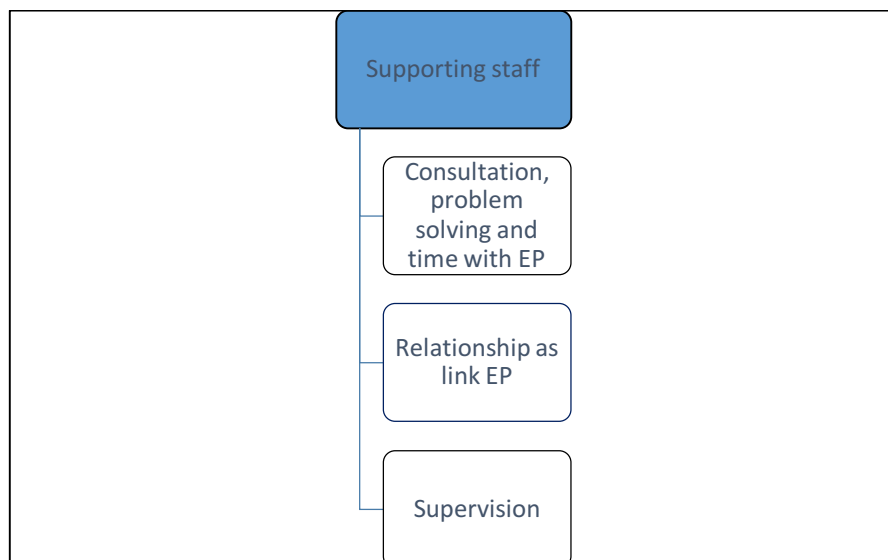 Supporting staff
Consultation,
problem
solving and
time with EP
Relationship as
link EP
Supervision